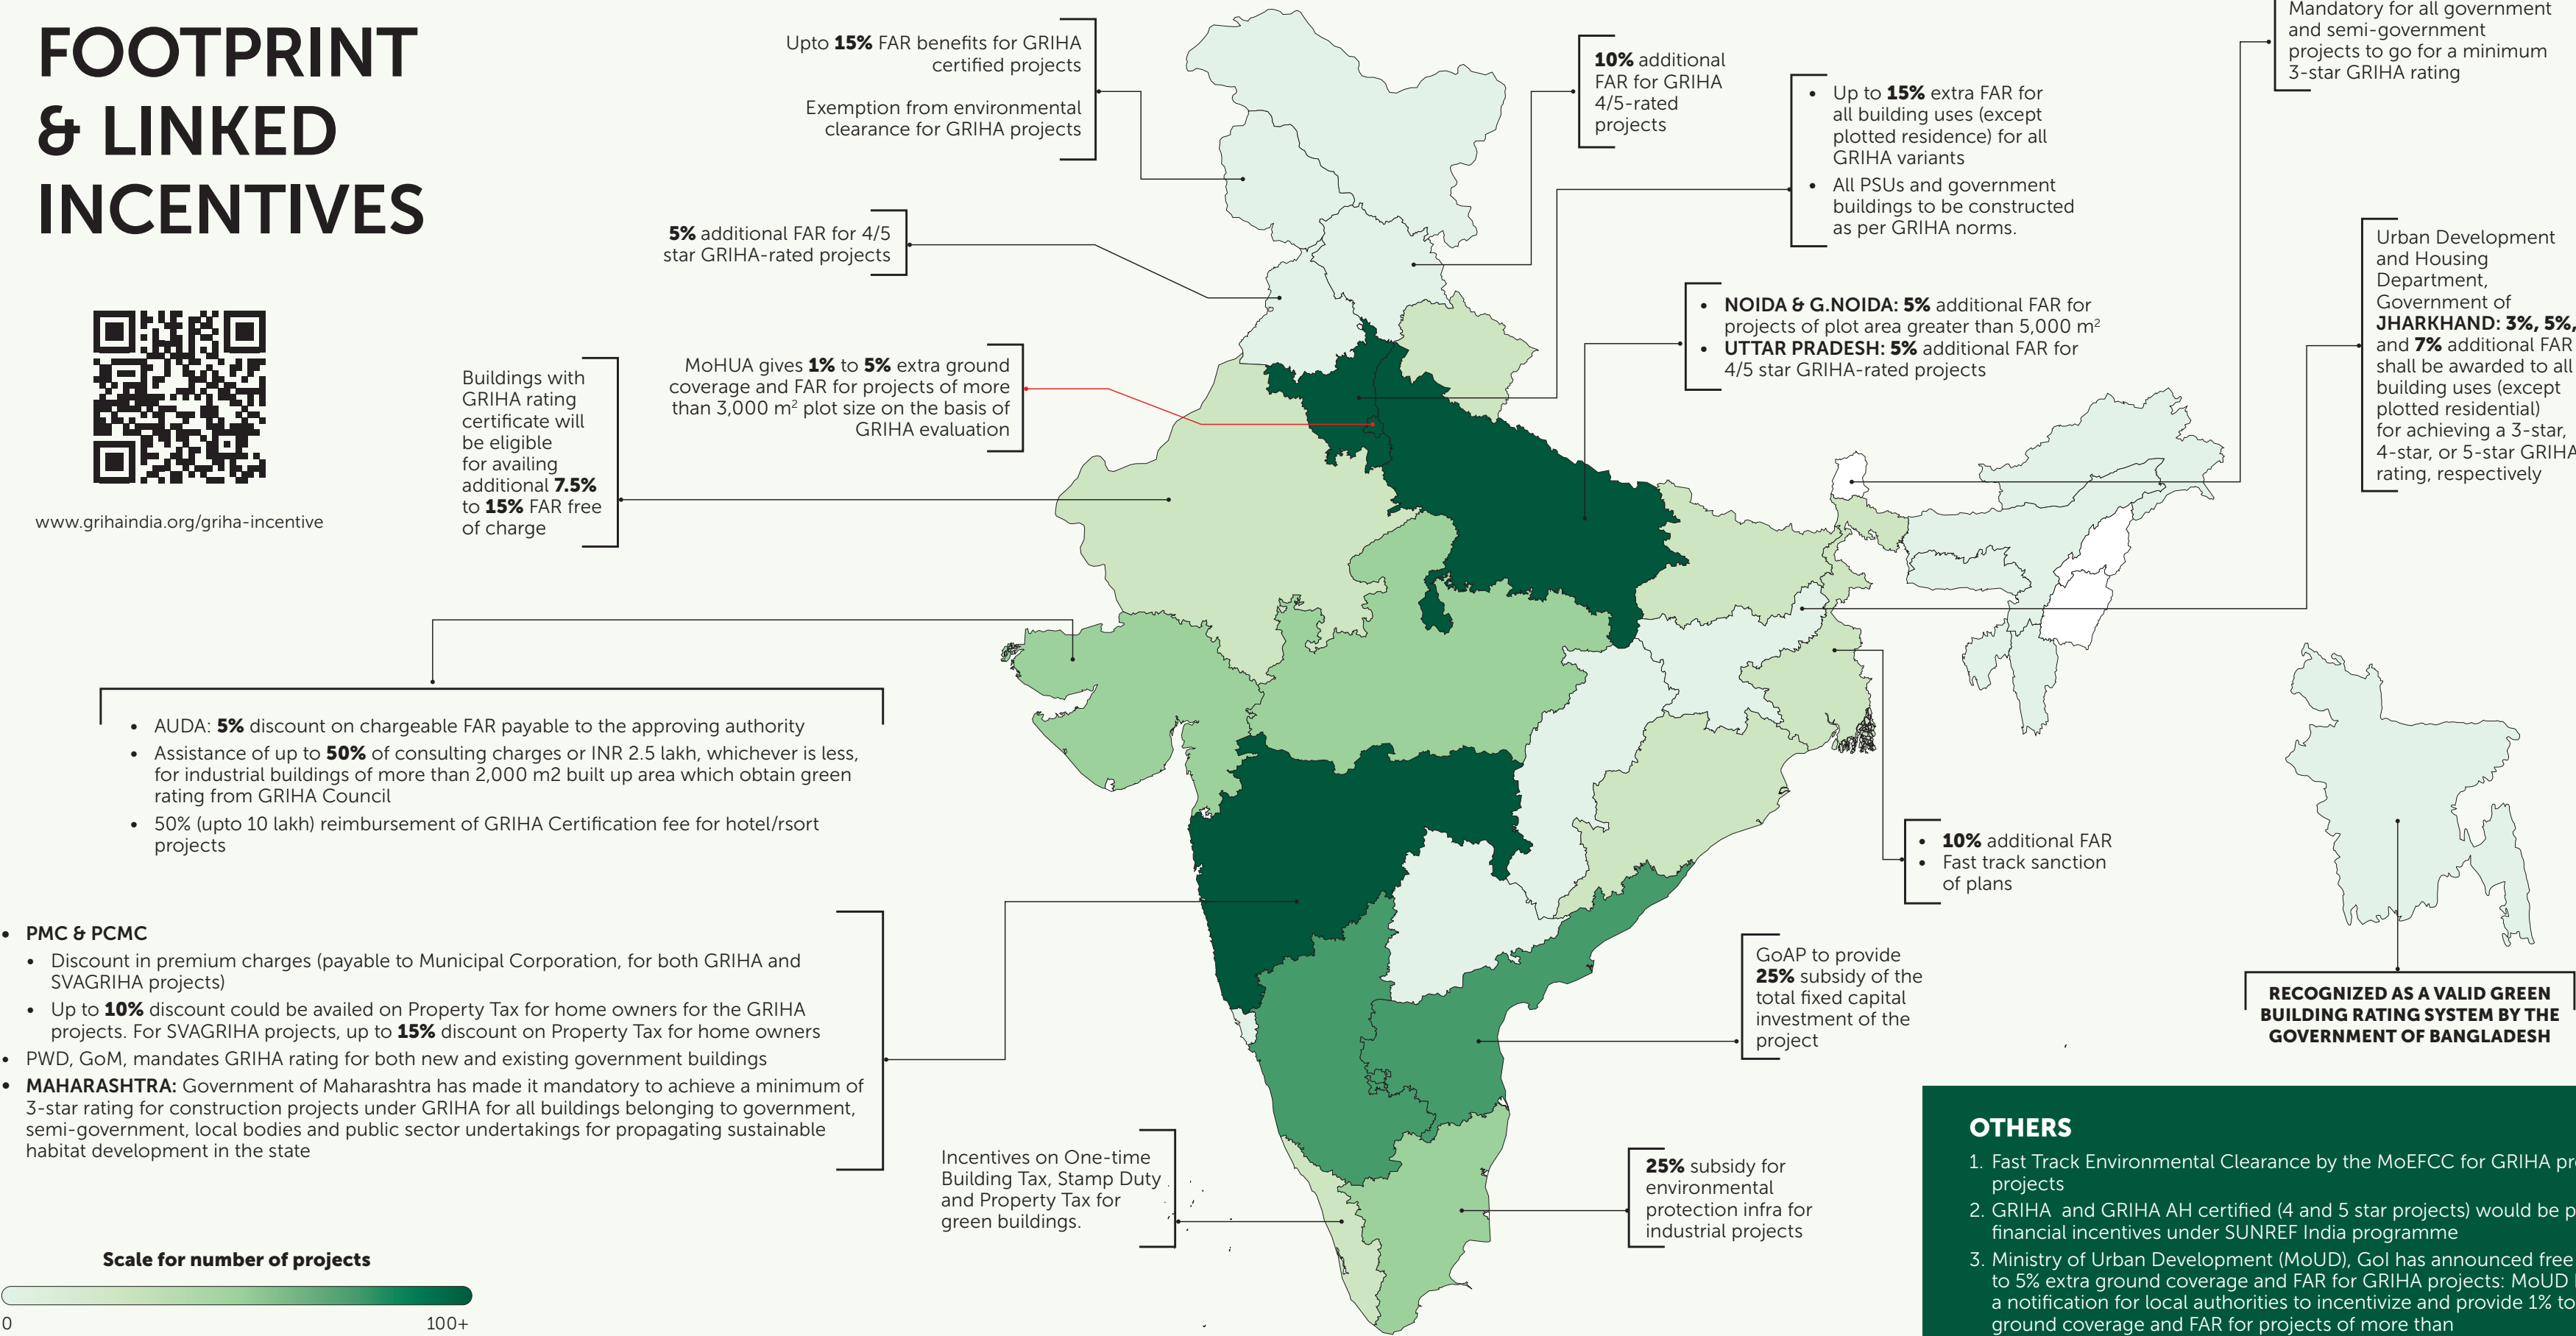 FOOTPRINT
& LINKED
INCENTIVES
www.grihaindia.org/griha-incentive
Upto 15% FAR benefits for GRIHA
certified projects
Exemption from environmental
clearance for GRIHA projects
5% additional FAR for 4/5
star GRIHA-rated projects
MoHUA gives 1% to 5% extra ground
coverage and FAR for projects of more
than 3,000 m² plot size on the basis of
GRIHA evaluation
Buildings with
GRIHA rating
certificate will
be eligible
for availing
additional 7.5%
to 15% FAR free
of charge
10% additional
FAR for GRIHA
4/5-rated
projects
• Up to 15% extra FAR for
all building uses (except
plotted residence) for all
GRIHA variants
• All PSUs and government
buildings to be constructed
as per GRIHA norms.
• NOIDA & G.NOIDA: 5% additional FAR for
projects of plot area greater than 5,000 m²
• UTTAR PRADESH: 5% additional FAR for
4/5 star GRIHA-rated projects
Mandatory for all government
and semi-government
projects to go for a minimum
3-star GRIHA rating
Urban Development
and Housing
Department,
Government of
JHARKHAND: 3%, 5%,
and 7% additional FAR
shall be awarded to all
building uses (except
plotted residential)
for achieving a 3-star,
4-star, or 5-star GRIHA
rating, respectively
• AUDA: 5% discount on chargeable FAR payable to the approving authority
• Assistance of up to 50% of consulting charges or INR 2.5 lakh, whichever is less,
for industrial buildings of more than 2,000 m2 built up area which obtain green
rating from GRIHA Council
• 50% (upto 10 lakh) reimbursement of GRIHA Certification fee for hotel/rsort
projects
• PMC & PCMC
• Discount in premium charges (payable to Municipal Corporation, for both GRIHA and
SVAGRIHA projects)
• Up to 10% discount could be availed on Property Tax for home owners for the GRIHA
projects. For SVAGRIHA projects, up to 15% discount on Property Tax for home owners
• PWD, GoM, mandates GRIHA rating for both new and existing government buildings
• MAHARASHTRA: Government of Maharashtra has made it mandatory to achieve a minimum of
3-star rating for construction projects under GRIHA for all buildings belonging to government,
semi-government, local bodies and public sector undertakings for propagating sustainable
habitat development in the state
• 10% additional FAR
• Fast track sanction
of plans
GoAP to provide
25% subsidy of the
total fixed capital
investment of the
project
RECOGNIZED AS A VALID GREEN
BUILDING RATING SYSTEM BY THE
GOVERNMENT OF BANGLADESH
Incentives on One-time
Building Tax, Stamp Duty
and Property Tax for
green buildings.
25% subsidy for
environmental
protection infra for
industrial projects
Scale for number of projects
0
100+
OTHERS
1. Fast Track Environmental Clearance by the MoEFCC for GRIHA
projects
2. GRIHA and GRIHA AH certified (4 and 5 star projects) would be
financial incentives under SUNREF India programme
3. Ministry of Urban Development (MoUD), GoI has announced free
to 5% extra ground coverage and FAR for GRIHA projects: MoUD
a notification for local authorities to incentivize and provide 1% to
ground coverage and FAR for projects of more than